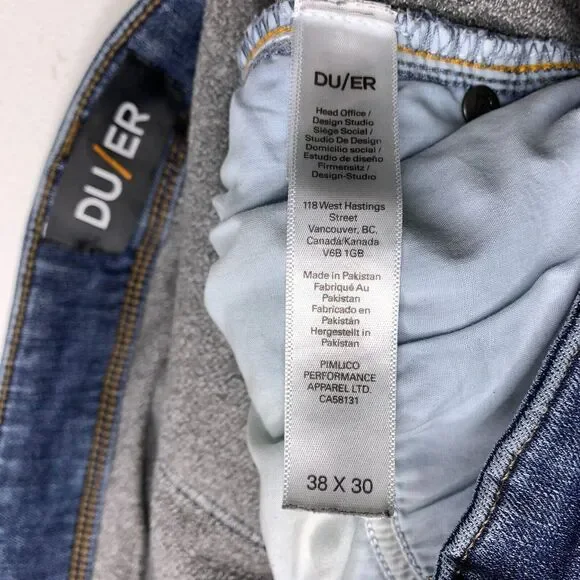 DU/ER
DU/ER
Head Office /
Design Studio
Siège Social /
Studio De Design
Domicilio social /
Estudio de diseño
Firmensitz /
Design-Studio
118 West Hastings
Street
Vancouver, BC.
Canada/Kanada
V6B 1GB
Made in Pakistan
Fabriqué Au
Pakistan
Fabricado en
Pakistán
Hergestellt in
Pakistan
PIMLICO
PERFORMANCE
APPAREL LTD.
CA58131
38 X 30